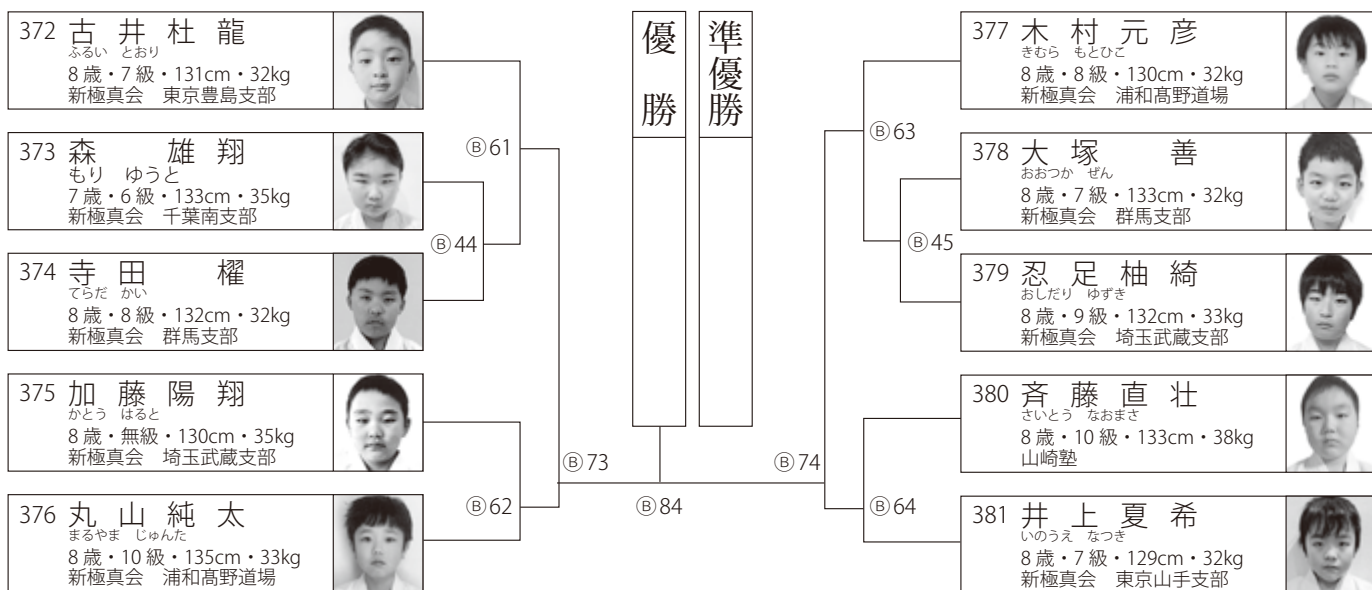 372 古井杜龍
ふるい とおり
8歳・7級・131cm・32kg
新極真会 東京豊島支部
373 森 雄翔
もり ゆうと
7歳・6級・133cm・35kg
新極真会 千葉南支部
374 寺田 櫂
てらだ かい
8歳・8級・132cm・32kg
新極真会 群馬支部
375 加藤陽翔
かとう はると
8歳・無級・130cm・35kg
新極真会 埼玉武蔵支部
376 丸山純太
まるやま じゅんた
8歳・10級・135cm・33kg
新極真会 浦和髙野道場
Ⓑ61
Ⓑ44
Ⓑ62
Ⓑ73
優勝
準優勝
Ⓑ84
Ⓑ74
Ⓑ63
Ⓑ45
Ⓑ64
377 木村元彦
きむら もとひこ
8歳・8級・130cm・32kg
新極真会 浦和髙野道場
378 大塚 善
おおつか ぜん
8歳・7級・133cm・32kg
新極真会 群馬支部
379 忍足柚綺
おしだり ゆずき
8歳・9級・132cm・33kg
新極真会 埼玉武蔵支部
380 斉藤直壮
さいとう なおまさ
8歳・10級・133cm・38kg
山崎塾
381 井上夏希
いのうえ なつき
8歳・7級・129cm・32kg
新極真会 東京山手支部